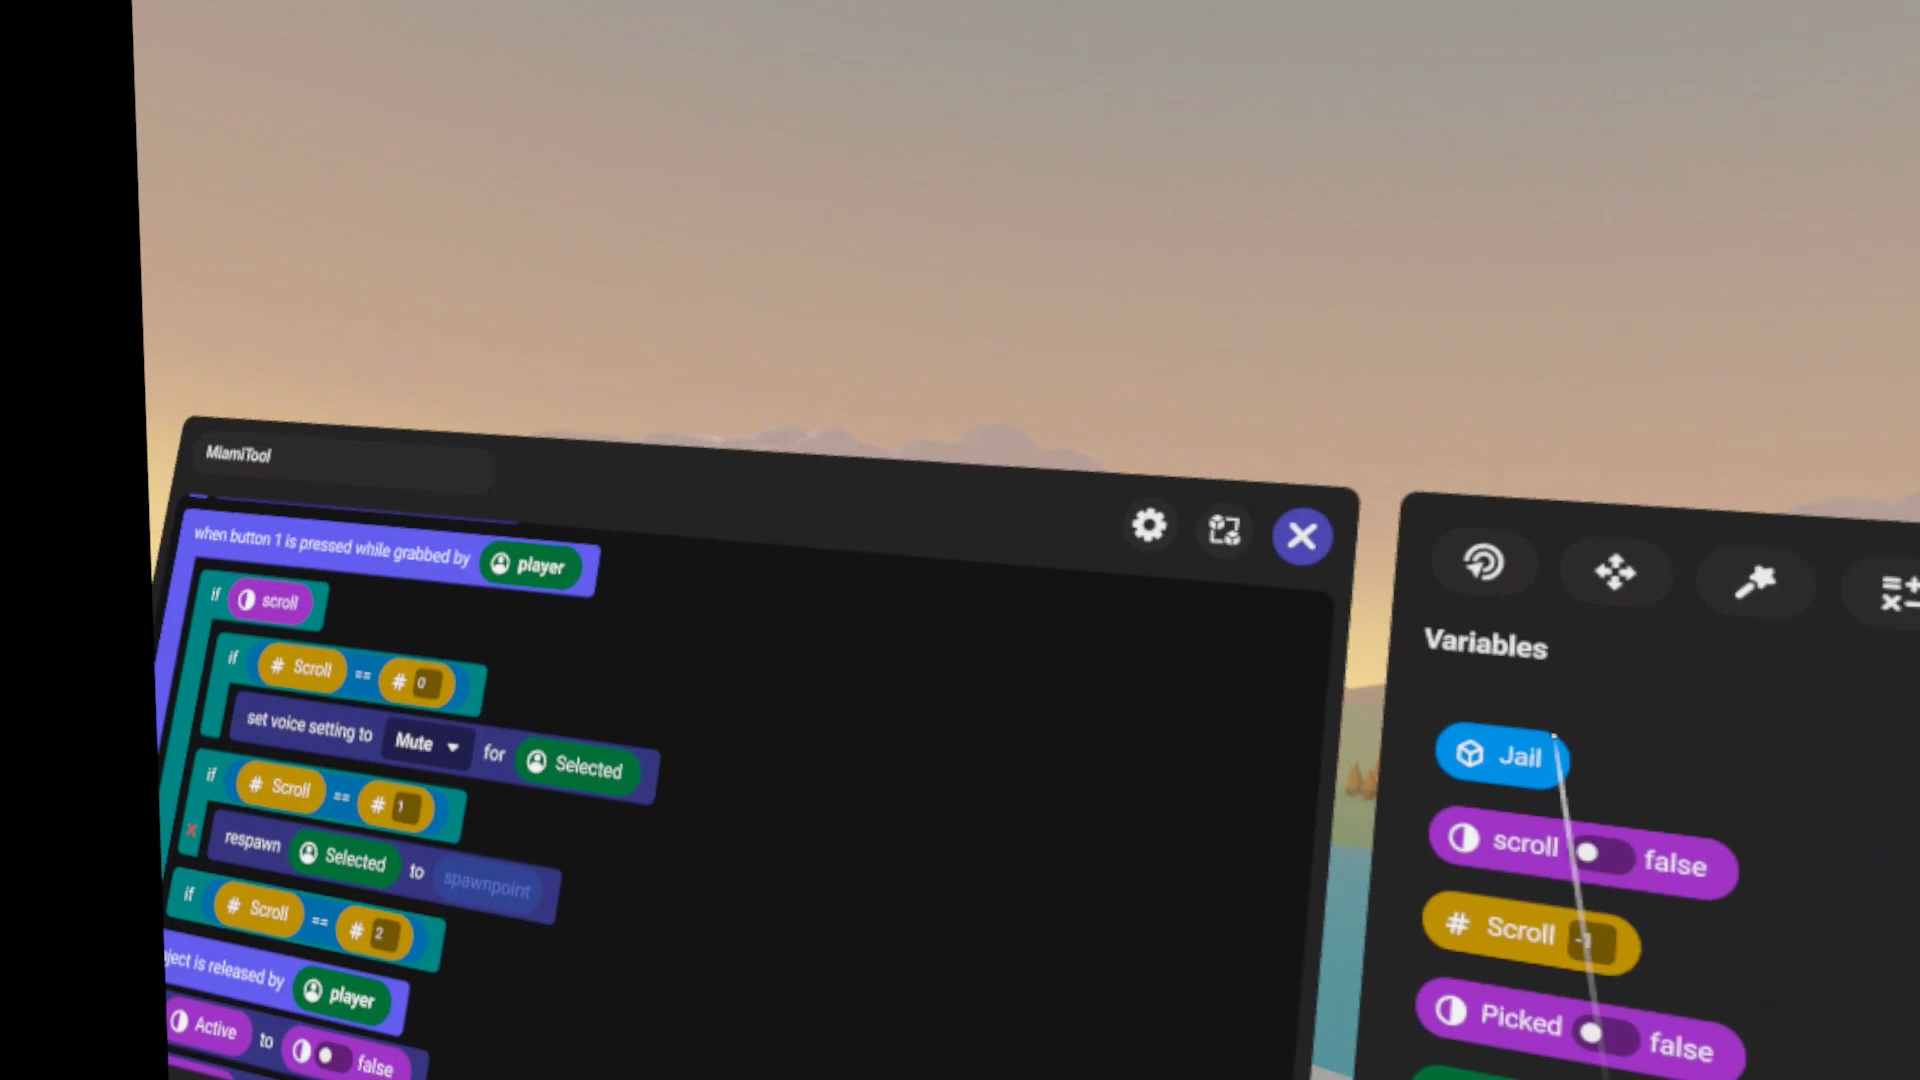 MiamiTool
when button 1 is pressed while grabbed by player
if scroll
if # Scroll == # 0
set voice setting to Mute for Selected
if # Scroll == # 1
respawn Selected to spawnpoint
if # Scroll == # 2
is released by player
Active to false
Variables
Jail
scroll false
# Scroll -1
Picked false